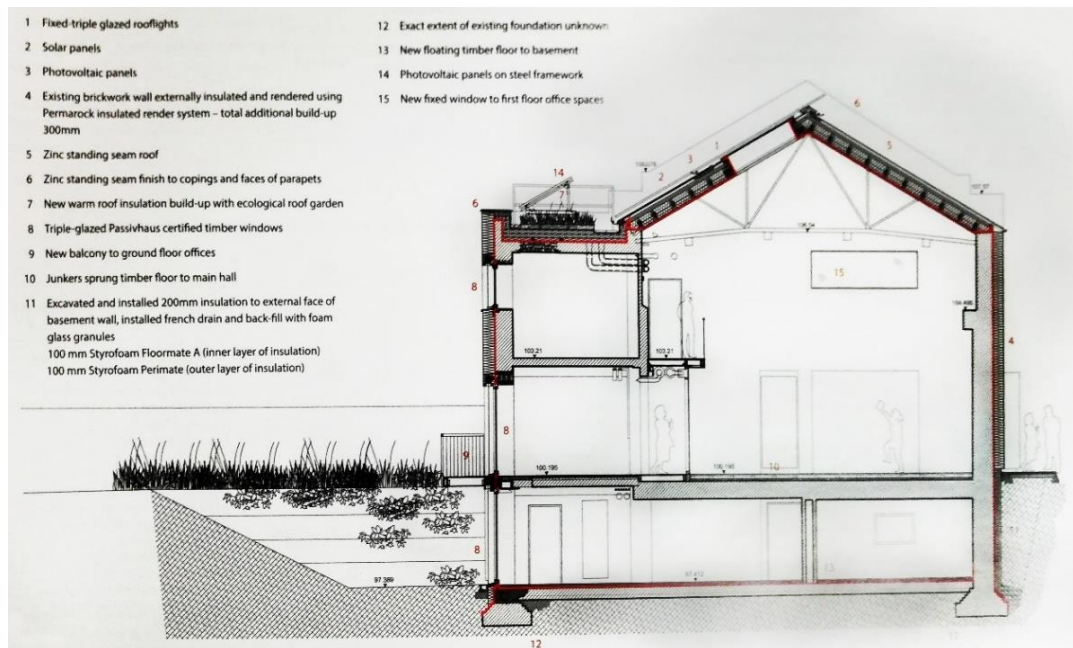 1 Fixed-triple glazed rooflights
2 Solar panels
3 Photovoltaic panels
4 Existing brickwork wall externally insulated and rendered using
Permarock insulated render system – total additional build-up
300mm
5 Zinc standing seam roof
6 Zinc standing seam finish to copings and faces of parapets
7 New warm roof insulation build-up with ecological roof garden
8 Triple-glazed Passivhaus certified timber windows
9 New balcony to ground floor offices
10 Junkers sprung timber floor to main hall
11 Excavated and installed 200mm insulation to external face of
basement wall, installed french drain and back-fill with foam
glass granules
100 mm Styrofoam Floormate A (inner layer of insulation)
100 mm Styrofoam Perimate (outer layer of insulation)
12 Exact extent of existing foundation unknown
13 New floating timber floor to basement
14 Photovoltaic panels on steel framework
15 New fixed window to first floor office spaces
6
1
5
3
14
2
7
6
15
8
103.21
103.21
4
8
9
100.195
100.195
10
11
8
13
97.389
12
12